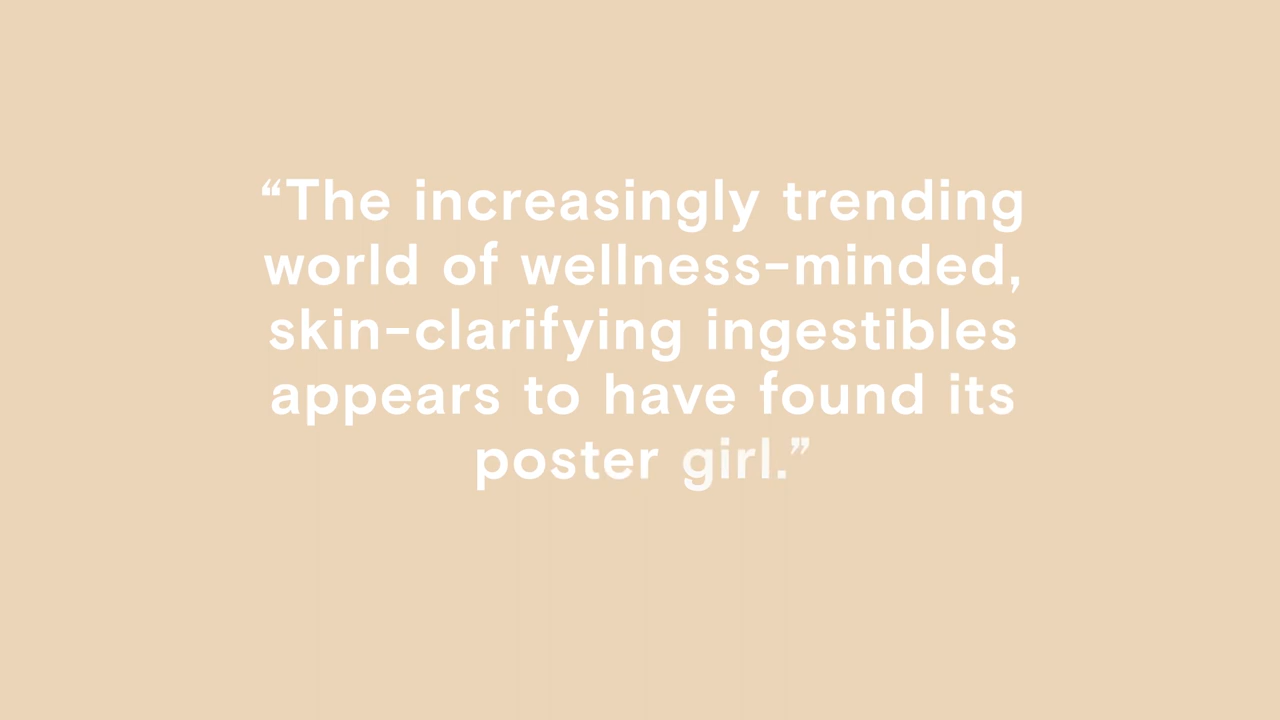 “The increasingly trending
world of wellness-minded,
skin-clarifying ingestibles
appears to have found its
poster girl.”